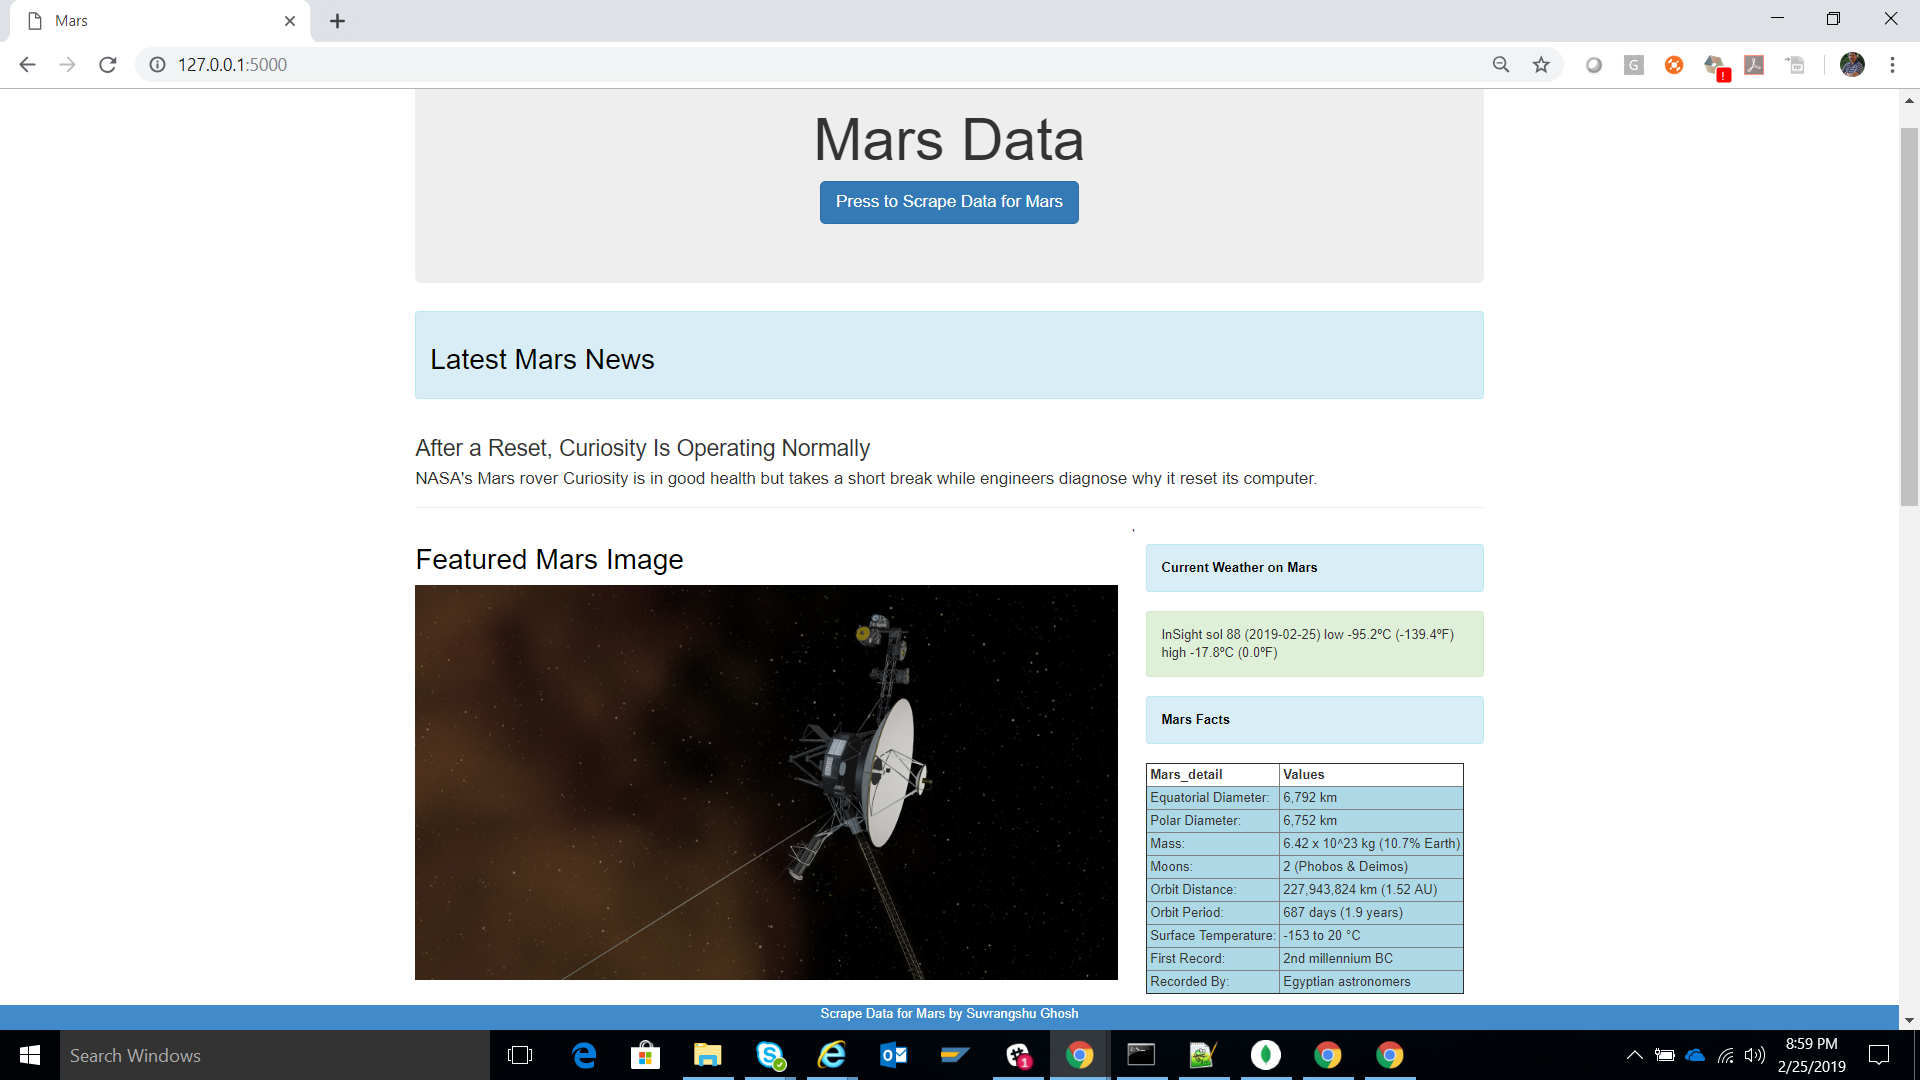 Mars
127.0.0.1:5000
G
!
PDF
Mars Data
Press to Scrape Data for Mars
Latest Mars News
After a Reset, Curiosity Is Operating Normally
NASA's Mars rover Curiosity is in good health but takes a short break while engineers diagnose why it reset its computer.
,
Featured Mars Image
Current Weather on Mars
InSight sol 88 (2019-02-25) low -95.2ºC (-139.4ºF)
high -17.8ºC (0.0ºF)
Mars Facts
Mars_detail Values
Equatorial Diameter: 6,792 km
Polar Diameter: 6,752 km
Mass: 6.42 x 10^23 kg (10.7% Earth)
Moons: 2 (Phobos & Deimos)
Orbit Distance: 227,943,824 km (1.52 AU)
Orbit Period: 687 days (1.9 years)
Surface Temperature: -153 to 20 °C
First Record: 2nd millennium BC
Recorded By: Egyptian astronomers
Scrape Data for Mars by Suvrangshu Ghosh
Search Windows
1
8:59 PM
2/25/2019